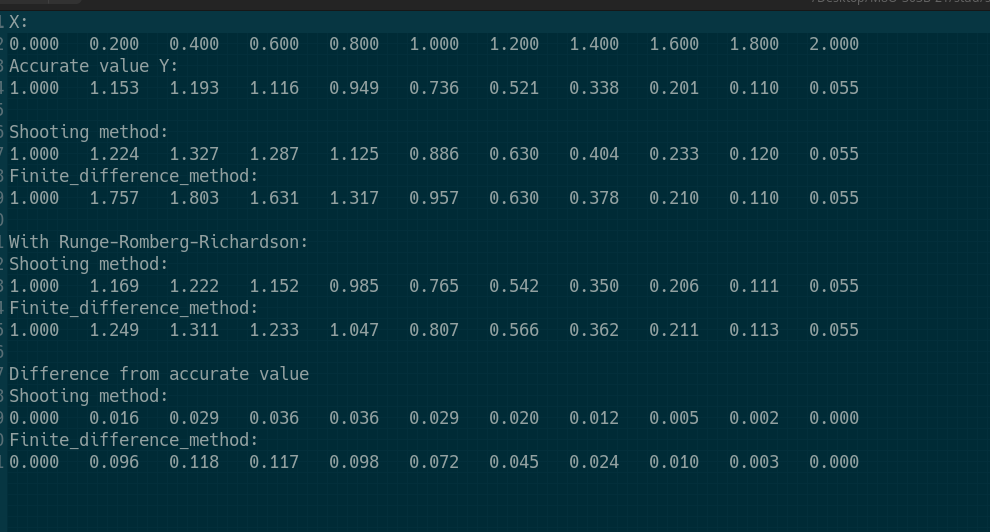 X:
0.000 0.200 0.400 0.600 0.800 1.000 1.200 1.400 1.600 1.800 2.000
Accurate value Y:
1.000 1.153 1.193 1.116 0.949 0.736 0.521 0.338 0.201 0.110 0.055
Shooting method:
1.000 1.224 1.327 1.287 1.125 0.886 0.630 0.404 0.233 0.120 0.055
Finite_difference_method:
1.000 1.757 1.803 1.631 1.317 0.957 0.630 0.378 0.210 0.110 0.055
With Runge-Romberg-Richardson:
Shooting method:
1.000 1.169 1.222 1.152 0.985 0.765 0.542 0.350 0.206 0.111 0.055
Finite_difference_method:
1.000 1.249 1.311 1.233 1.047 0.807 0.566 0.362 0.211 0.113 0.055
Difference from accurate value
Shooting method:
0.000 0.016 0.029 0.036 0.036 0.029 0.020 0.012 0.005 0.002 0.000
Finite_difference_method:
0.000 0.096 0.118 0.117 0.098 0.072 0.045 0.024 0.010 0.003 0.000